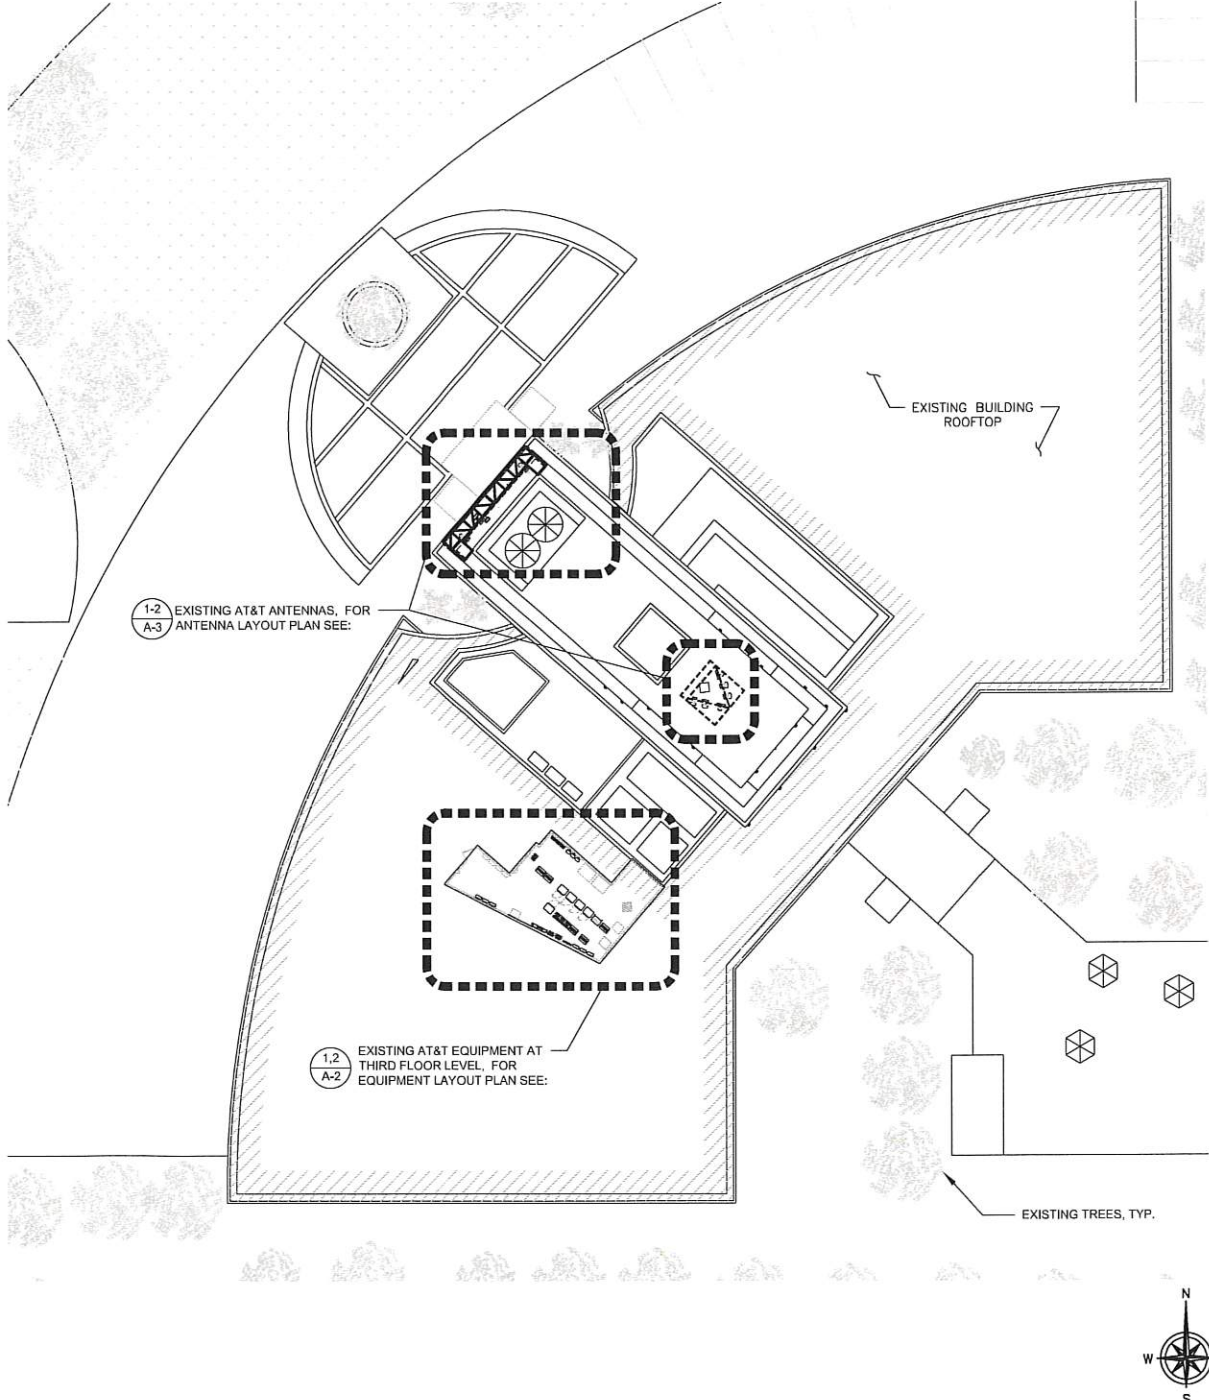 EXISTING BUILDING
ROOFTOP
1-2
A-3
EXISTING AT&T ANTENNAS, FOR
ANTENNA LAYOUT PLAN SEE:
1,2
A-2
EXISTING AT&T EQUIPMENT AT
THIRD FLOOR LEVEL, FOR
EQUIPMENT LAYOUT PLAN SEE:
EXISTING TREES, TYP.
N
W
S